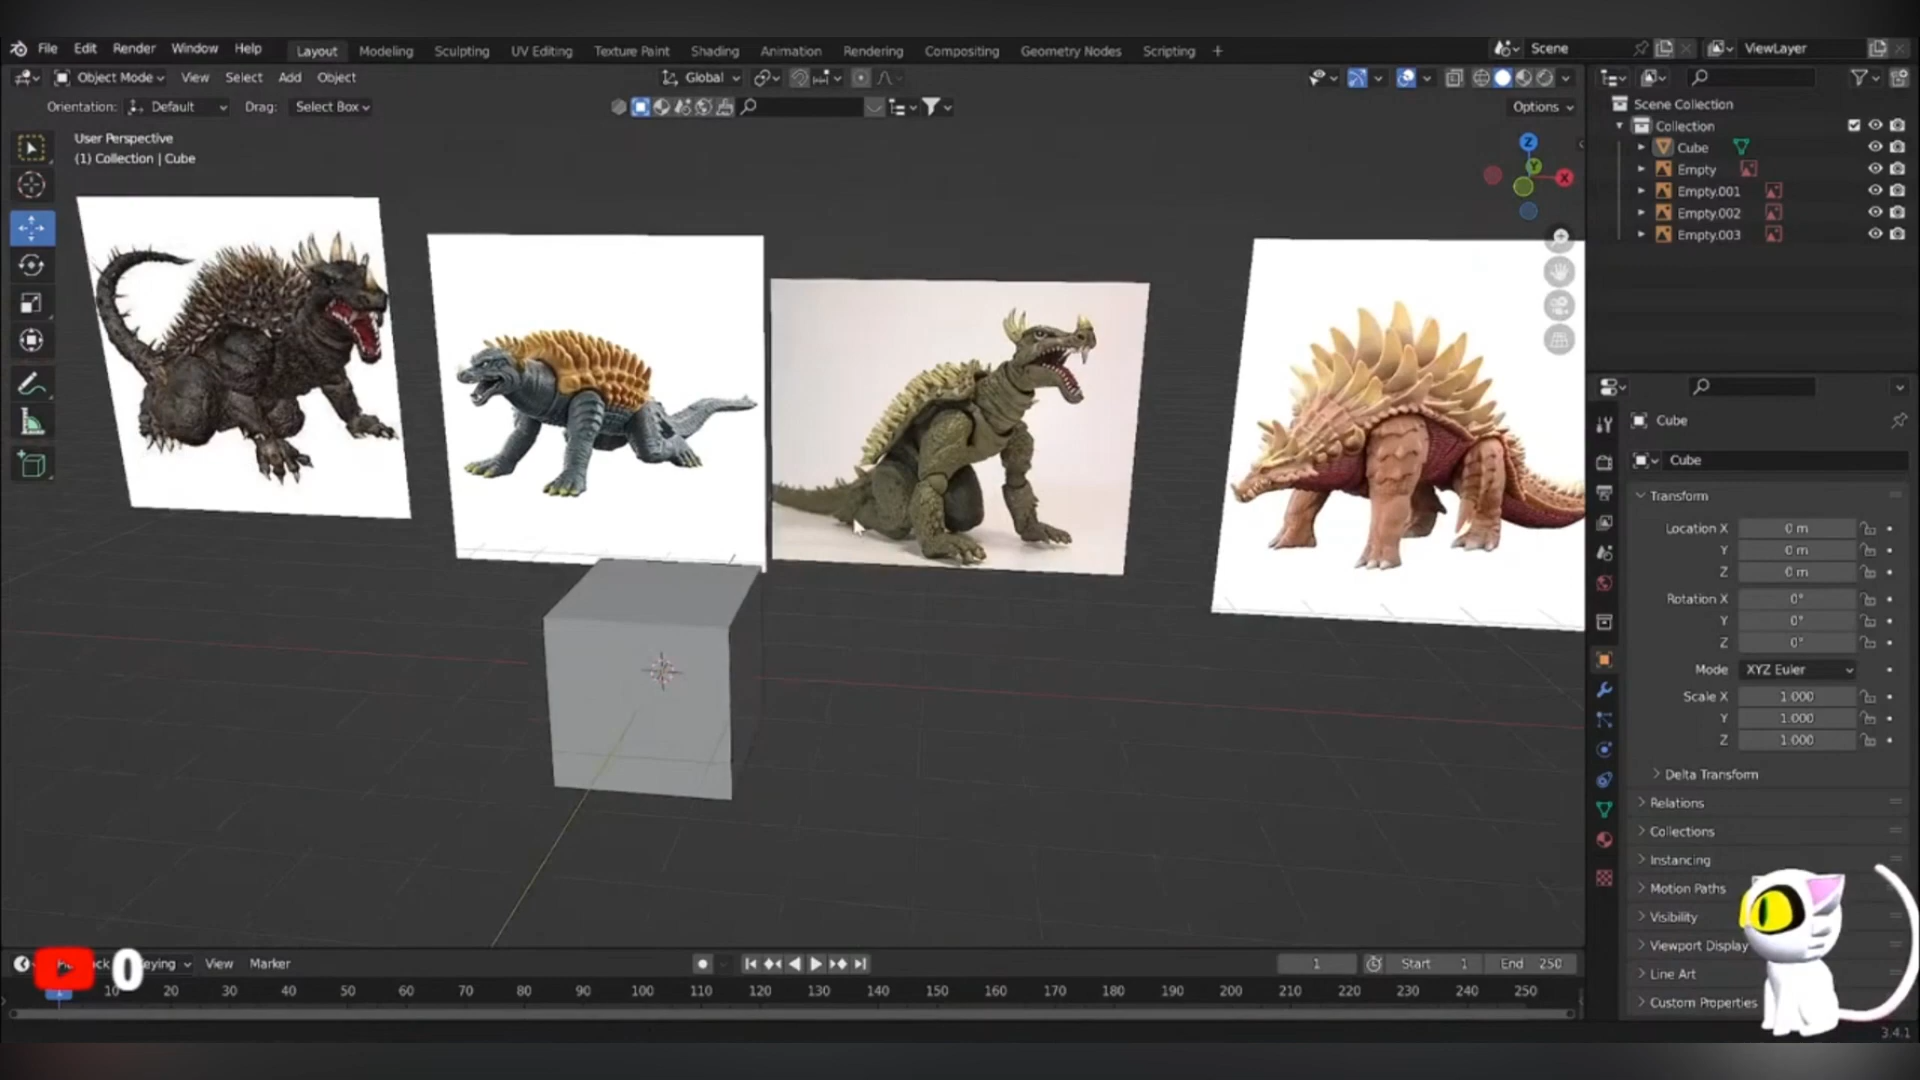 File Edit Render Window Help Layout Modeling Sculpting UV Editing Texture Paint Shading Animation Rendering Compositing Geometry Nodes Scripting + Scene ViewLayer
Object Mode View Select Add Object Global
Orientation: Default Drag: Select Box Options
User Perspective
(1) Collection | Cube
Z
Y
X
Scene Collection
Collection
Cube
Empty
Empty.001
Empty.002
Empty.003
Cube
Cube
Transform
Location X 0 m
Y 0 m
Z 0 m
Rotation X 0°
Y 0°
Z 0°
Mode XYZ Euler
Scale X 1.000
Y 1.000
Z 1.000
Delta Transform
Relations
Collections
Instancing
Motion Paths
Visibility
Viewport Display
Line Art
Custom Properties
0 View Marker 1 Start 1 End 250
1 10 20 30 40 50 60 70 80 90 100 110 120 130 140 150 160 170 180 190 200 210 220 230 240 250
3.4.1